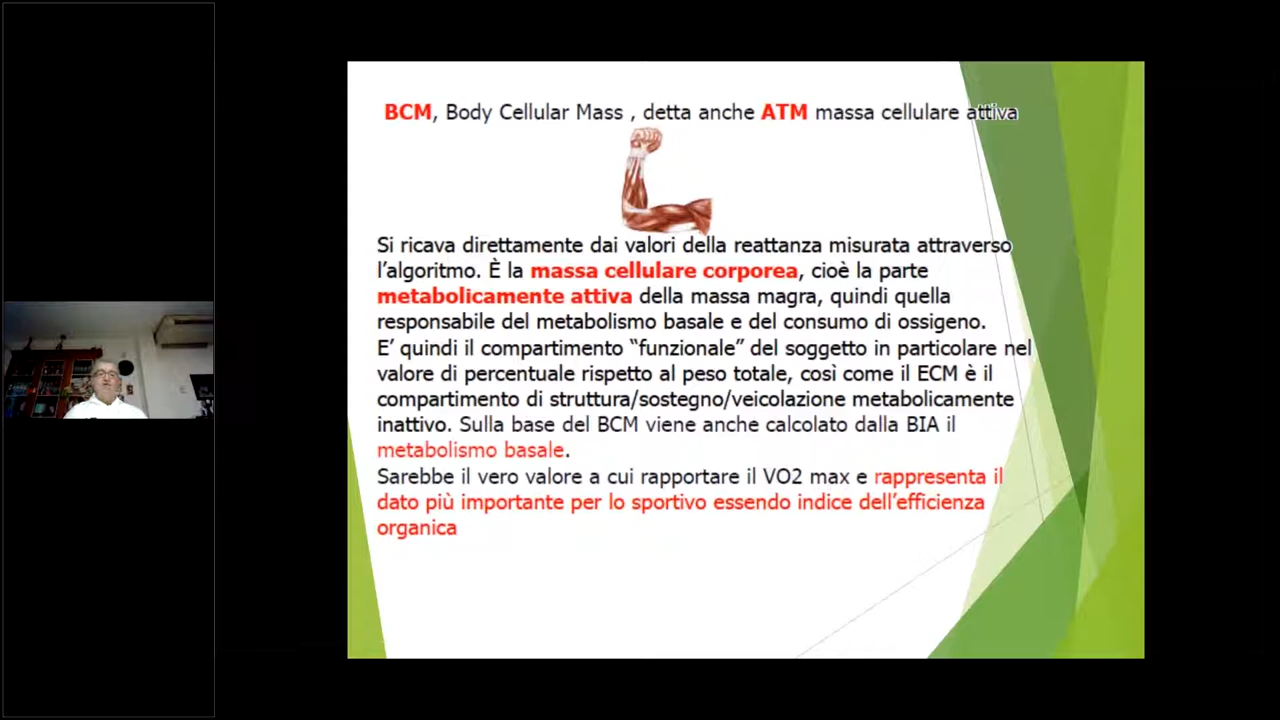 BCM, Body Cellular Mass , detta anche ATM massa cellulare attiva
Si ricava direttamente dai valori della reattanza misurata attraverso
l’algoritmo. È la massa cellulare corporea, cioè la parte
metabolicamente attiva della massa magra, quindi quella
responsabile del metabolismo basale e del consumo di ossigeno.
E’ quindi il compartimento “funzionale” del soggetto in particolare nel
valore di percentuale rispetto al peso totale, così come il ECM è il
compartimento di struttura/sostegno/veicolazione metabolicamente
inattivo. Sulla base del BCM viene anche calcolato dalla BIA il
metabolismo basale.
Sarebbe il vero valore a cui rapportare il VO2 max e rappresenta il
dato più importante per lo sportivo essendo indice dell’efficienza
organica